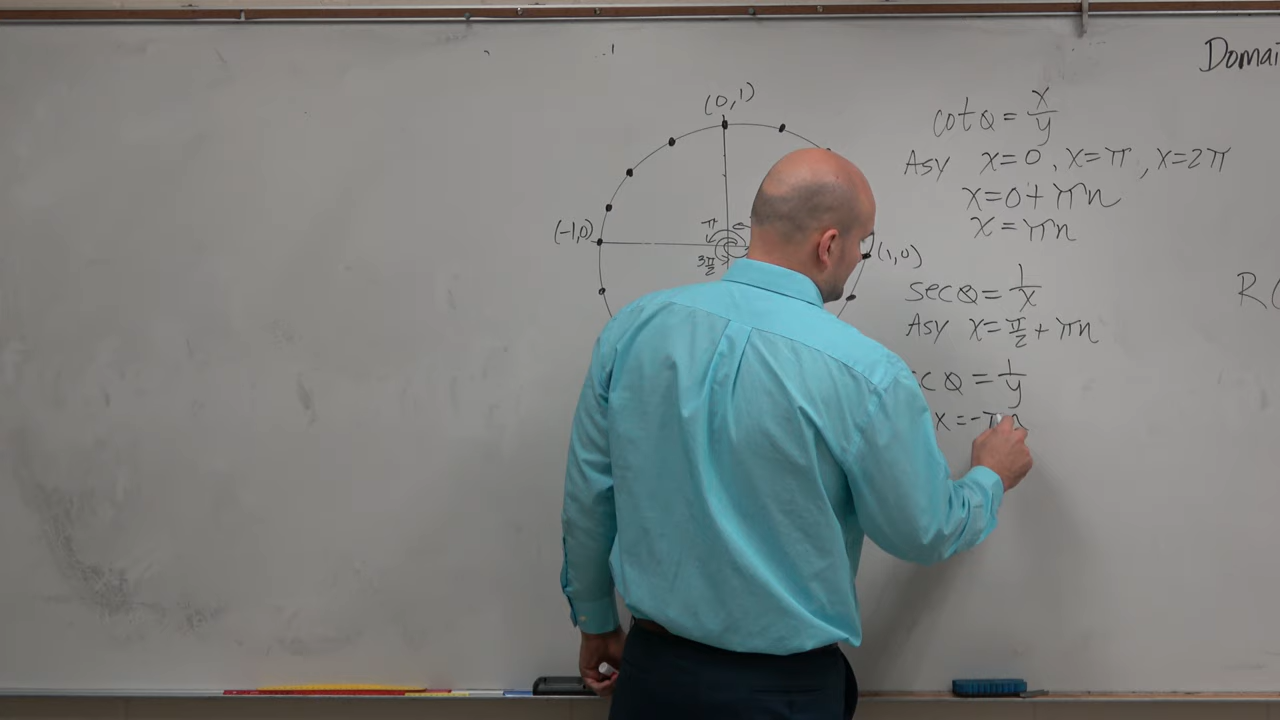 Domai
(0,1)
cot θ = x/y
Asy x=0, x=π, x=2π
x=0+πn
x=πn
(-1,0)
π
3π/2
(1,0)
sec θ = 1/x
R(
Asy x=π/2+πn
c θ = 1/y
x=-πn